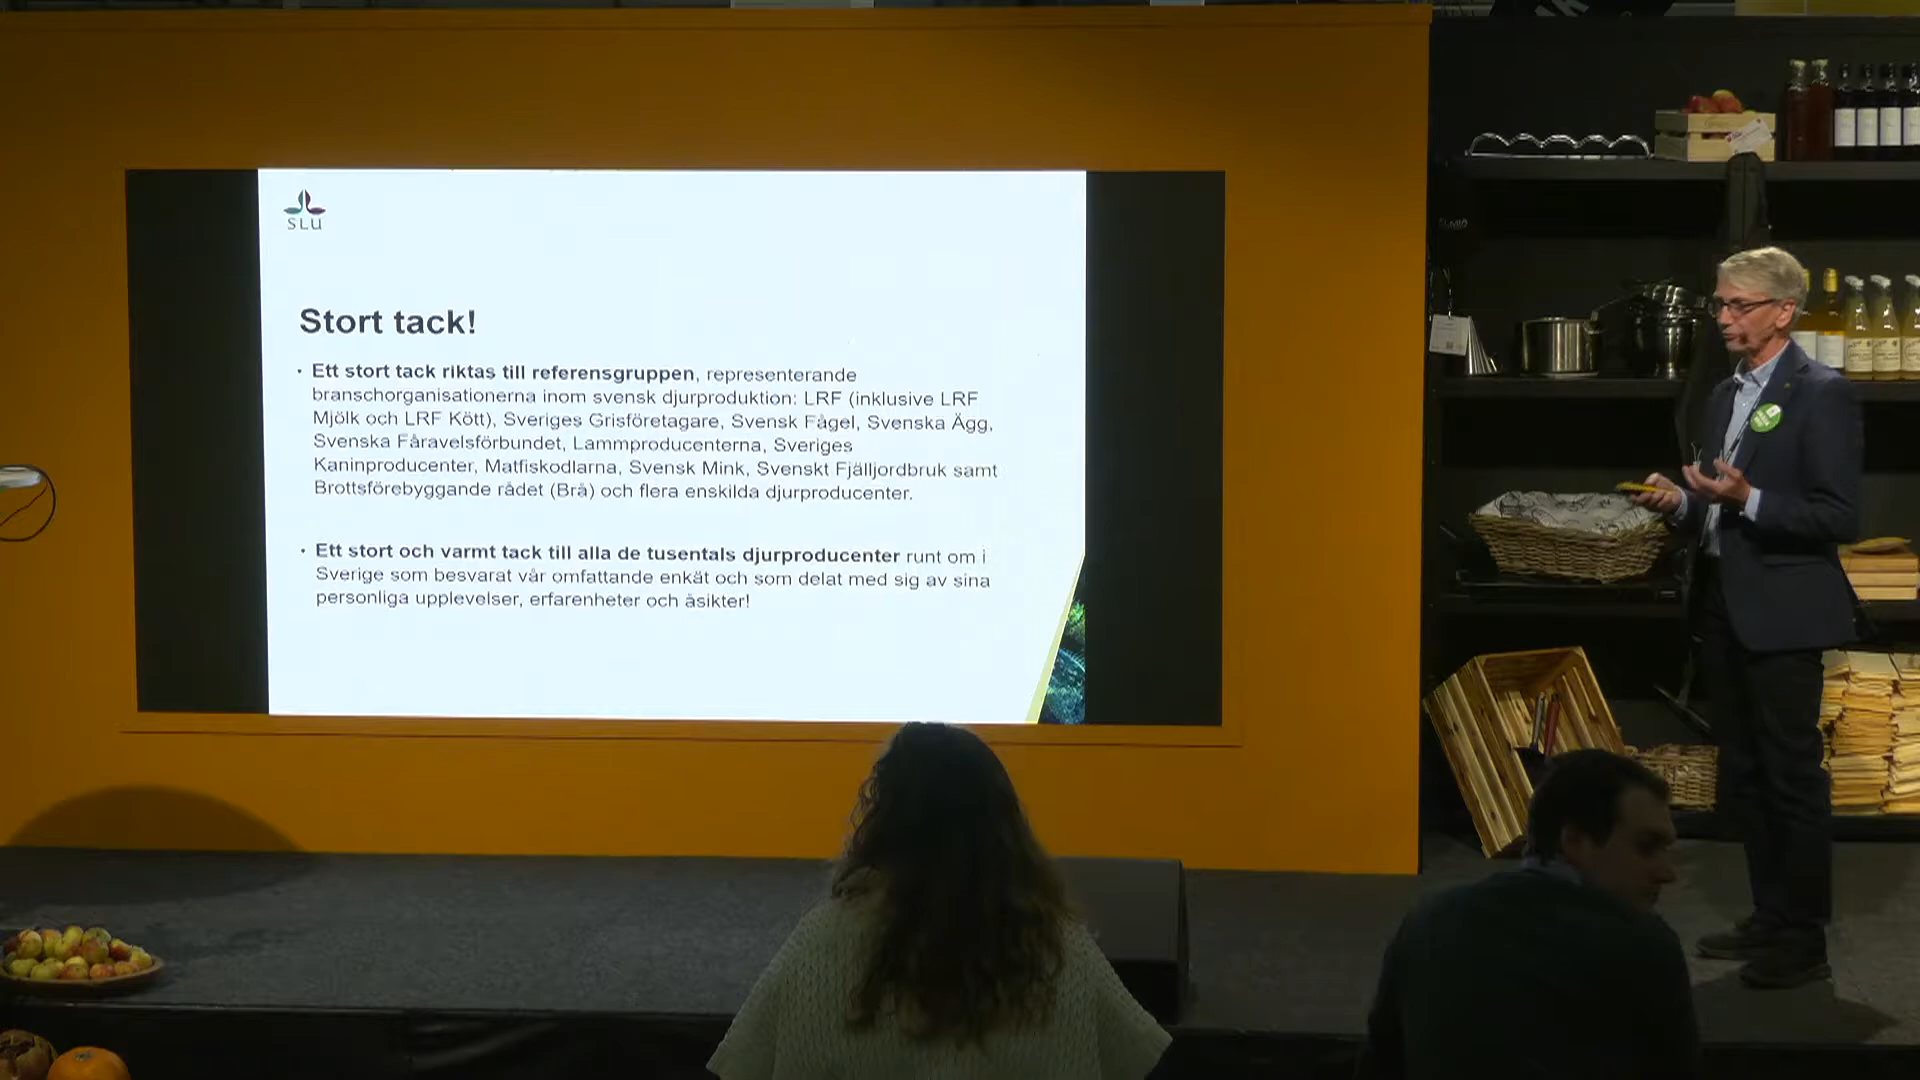 SLU
Stort tack!
• Ett stort tack riktas till referensgruppen, representerande
branschorganisationerna inom svensk djurproduktion: LRF (inklusive LRF
Mjölk och LRF Kött), Sveriges Grisföretagare, Svensk Fågel, Svenska Ägg,
Svenska Fåravelsförbundet, Lammproducenterna, Sveriges
Kaninproducenter, Matfiskodlarna, Svensk Mink, Svenskt Fjälljordbruk samt
Brottsförebyggande rådet (Brå) och flera enskilda djurproducenter.
• Ett stort och varmt tack till alla de tusentals djurproducenter runt om i
Sverige som besvarat vår omfattande enkät och som delat med sig av sina
personliga upplevelser, erfarenheter och åsikter!